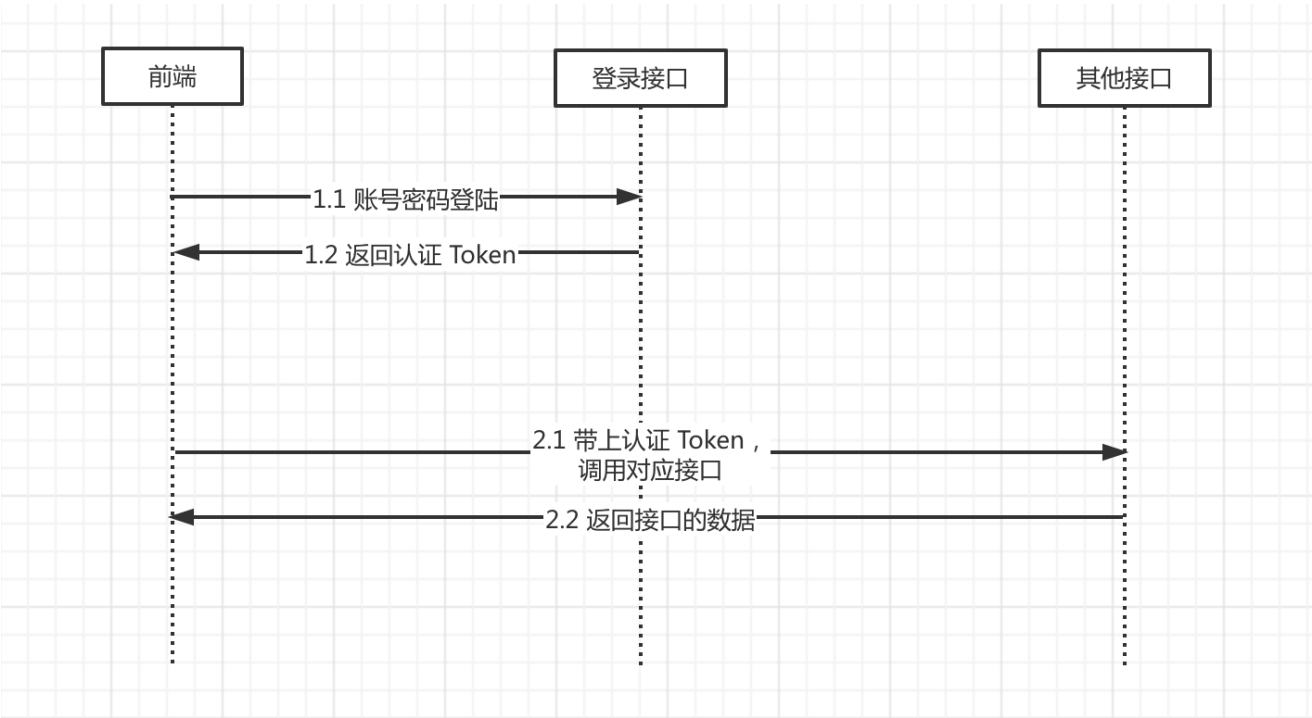 前端
登录接口
其他接口
1.1 账号密码登陆
1.2 返回认证 Token
2.1 带上认证 Token，
调用对应接口
2.2 返回接口的数据